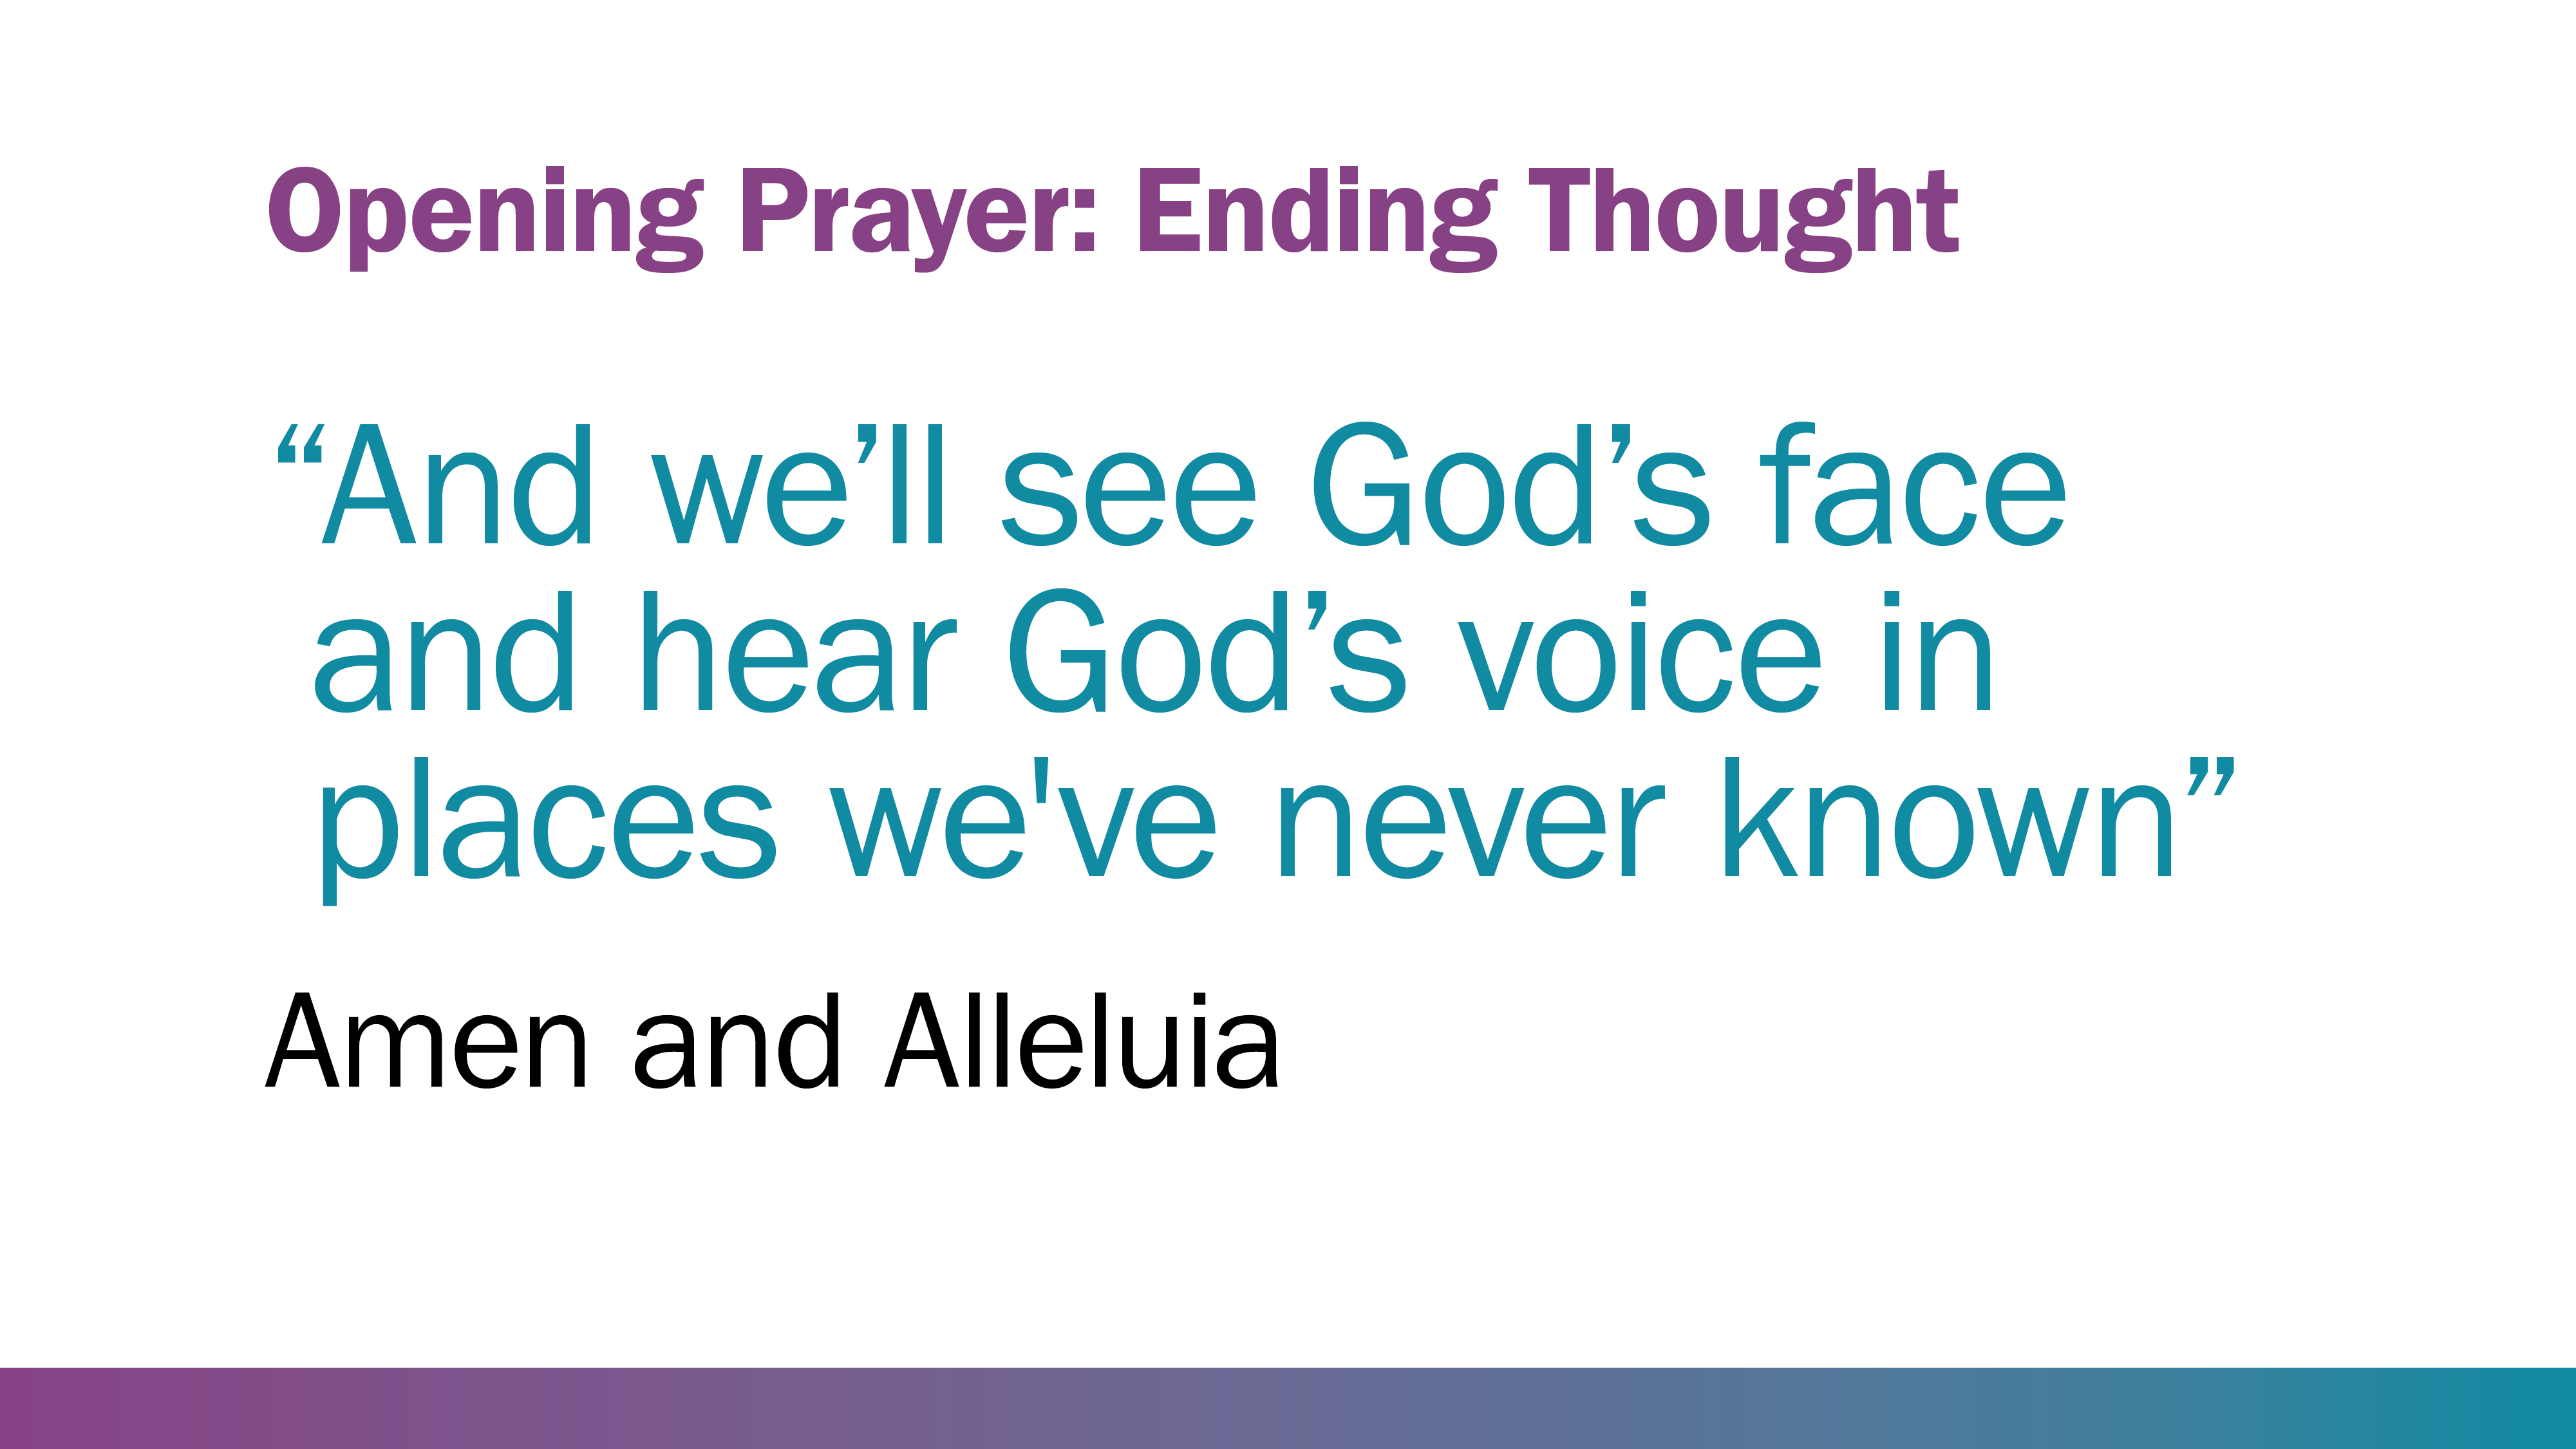 Opening Prayer: Ending Thought
“And we’ll see God’s face
and hear God’s voice in
places we've never known”
Amen and Alleluia